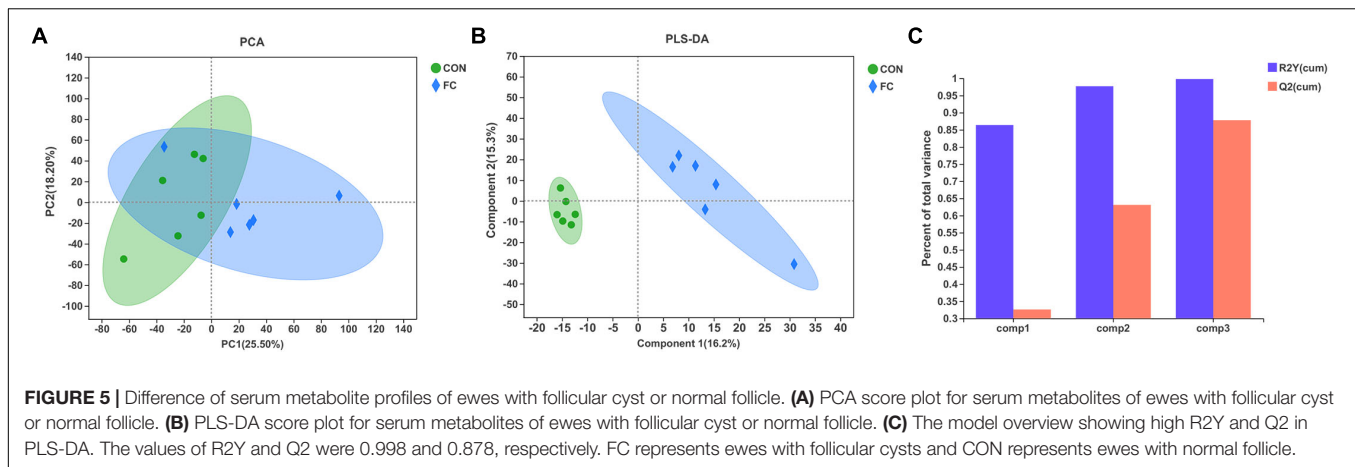 A
PCA
140
120
100
80
60
40
20
0
-20
-40
-60
-80
-100
PC2(18.20%)
-80 -60 -40 -20 0 20 40 60 80 100 120 140
PC1(25.50%)
CON
FC
B
PLS-DA
70
60
50
40
30
20
10
0
-10
-20
-30
-40
-50
Component 2(15.3%)
-20 -15 -10 -5 0 5 10 15 20 25 30 35 40
Component 1(16.2%)
CON
FC
C
R2Y(cum)
Q2(cum)
1
0.95
0.9
0.85
0.8
0.75
0.7
0.65
0.6
0.55
0.5
0.45
0.4
0.35
0.3
Percent of total variance
comp1 comp2 comp3
FIGURE 5 | Difference of serum metabolite profiles of ewes with follicular cyst or normal follicle. (A) PCA score plot for serum metabolites of ewes with follicular cyst
or normal follicle. (B) PLS-DA score plot for serum metabolites of ewes with follicular cyst or normal follicle. (C) The model overview showing high R2Y and Q2 in
PLS-DA. The values of R2Y and Q2 were 0.998 and 0.878, respectively. FC represents ewes with follicular cysts and CON represents ewes with normal follicle.